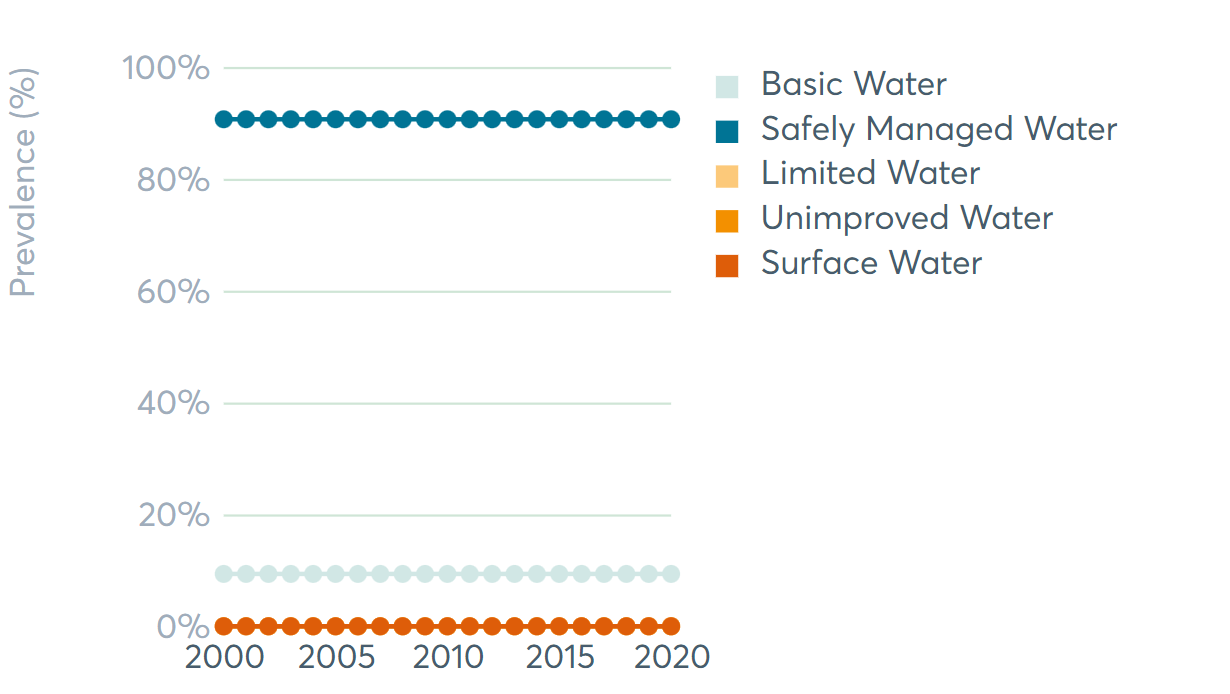 Prevalence (%)
100%
80%
60%
40%
20%
0%
2000 2005 2010 2015 2020
Basic Water
Safely Managed Water
Limited Water
Unimproved Water
Surface Water